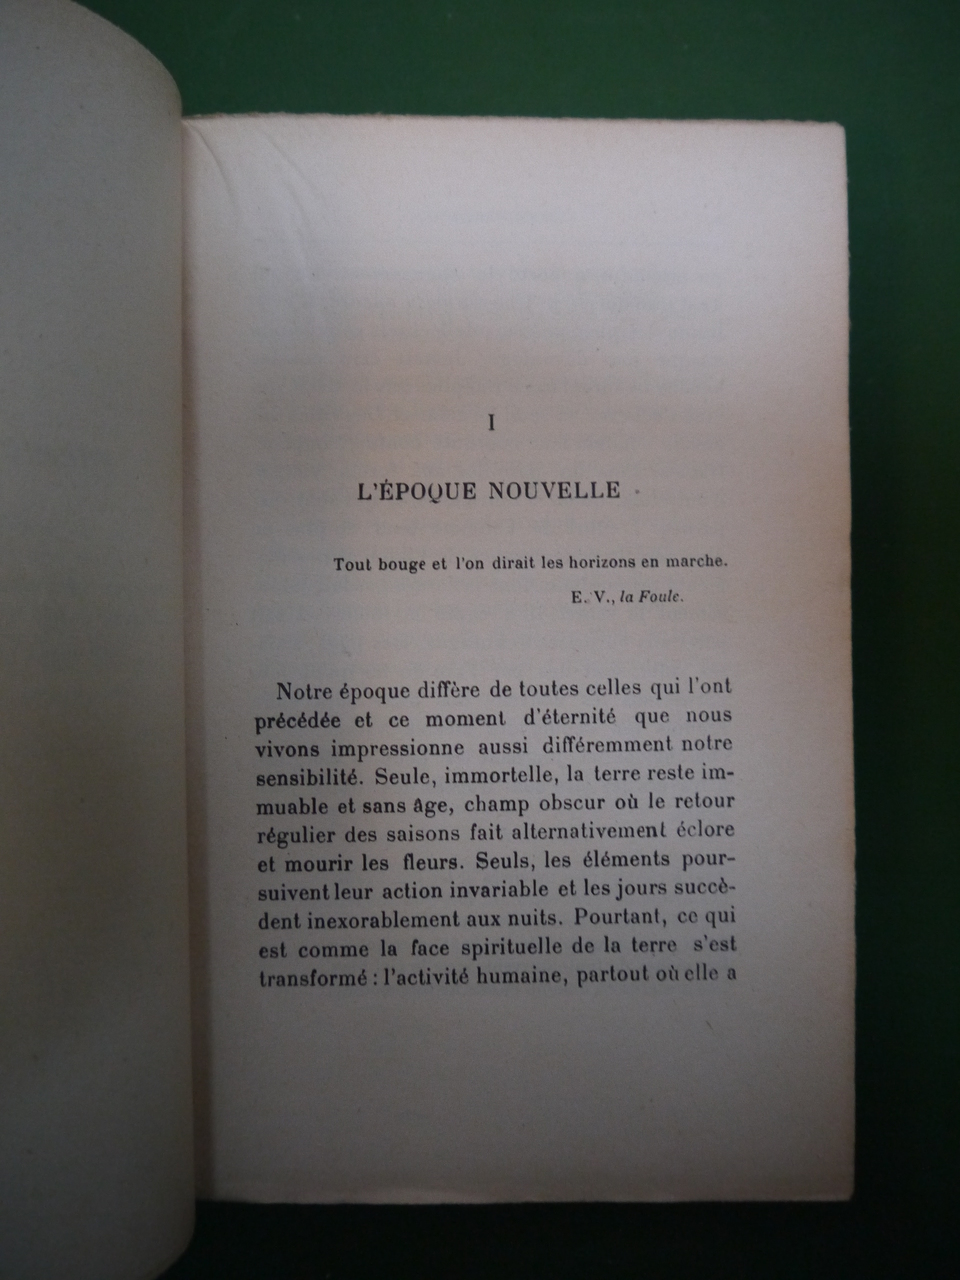 I
L'ÉPOQUE NOUVELLE
Tout bouge et l'on dirait les horizons en marche.
E. V., la Foule.
Notre époque diffère de toutes celles qui l'ont
précédée et ce moment d'éternité que nous
vivons impressionne aussi différemment notre
sensibilité. Seule, immortelle, la terre reste im-
muable et sans âge, champ obscur où le retour
régulier des saisons fait alternativement éclore
et mourir les fleurs. Seuls, les éléments pour-
suivent leur action invariable et les jours succè-
dent inexorablement aux nuits. Pourtant, ce qui
est comme la face spirituelle de la terre s'est
transformé : l'activité humaine, partout où elle a